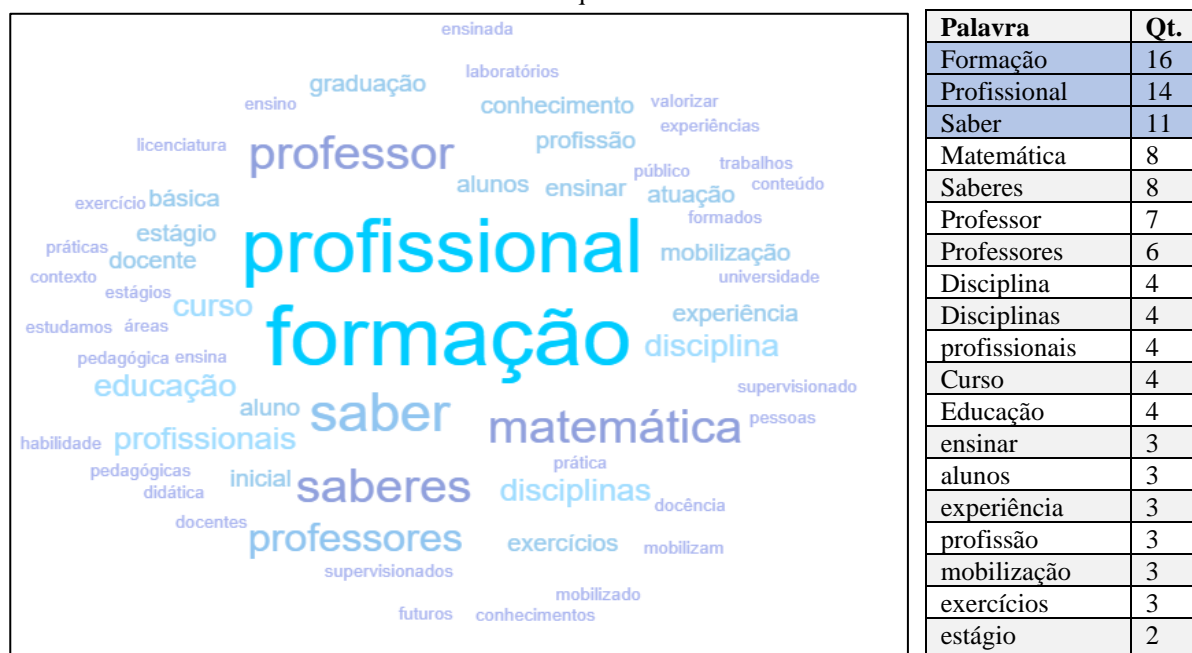 ensinada
laboratórios
graduação
ensino
conhecimento
valorizar
experiências
profissão
licenciatura
professor
público
trabalhos
alunos
ensinar
atuação
conteúdo
exercício
básica
formados
estágio
profissional
mobilização
práticas
docente
contexto
universidade
estágios
curso
experiência
estudamos
áreas
formação
disciplina
pedagógica
ensina
educação
supervisionado
aluno
saber
matemática
pessoas
habilidade
profissionais
prática
pedagógicas
inicial
saberes
disciplinas
didática
docência
docentes
professores
exercícios
mobilizam
supervisionados
mobilizado
futuros
conhecimentos
Palavra Qt.
Formação 16
Profissional 14
Saber 11
Matemática 8
Saberes 8
Professor 7
Professores 6
Disciplina 4
Disciplinas 4
profissionais 4
Curso 4
Educação 4
ensinar 3
alunos 3
experiência 3
profissão 3
mobilização 3
exercícios 3
estágio 2